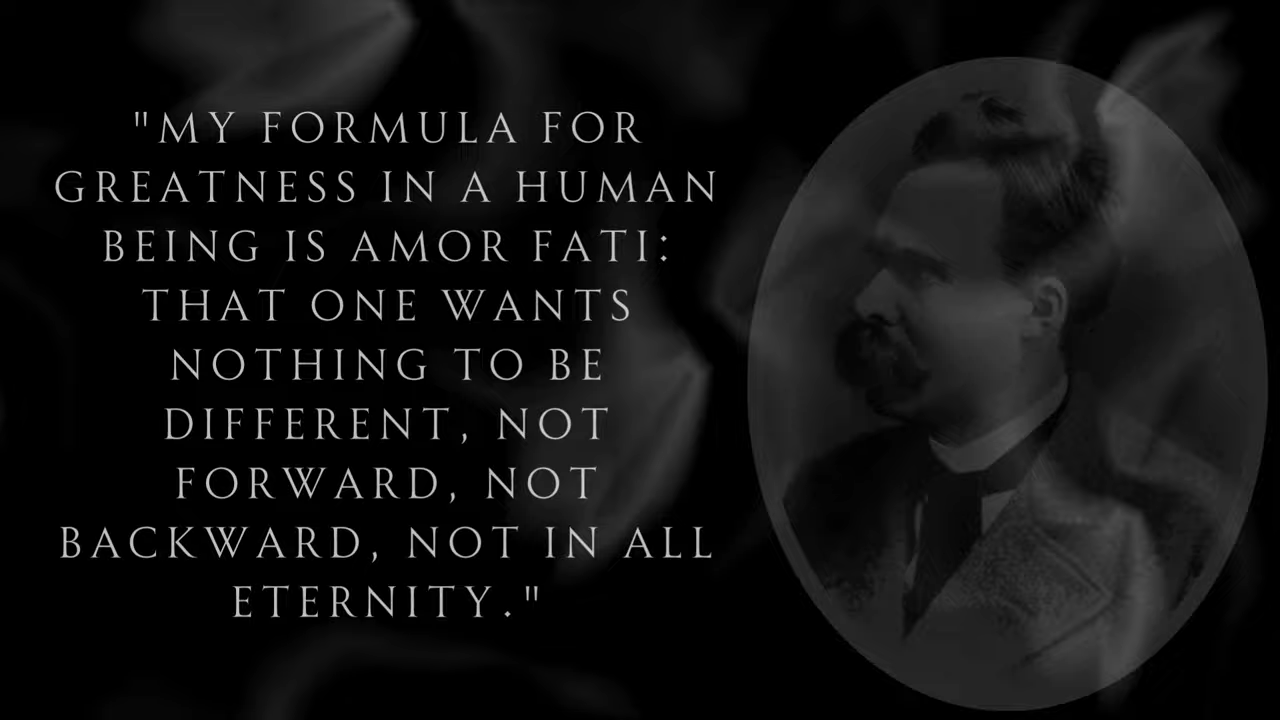 "MY FORMULA FOR
GREATNESS IN A HUMAN
BEING IS AMOR FATI:
THAT ONE WANTS
NOTHING TO BE
DIFFERENT, NOT
FORWARD, NOT
BACKWARD, NOT IN ALL
ETERNITY."